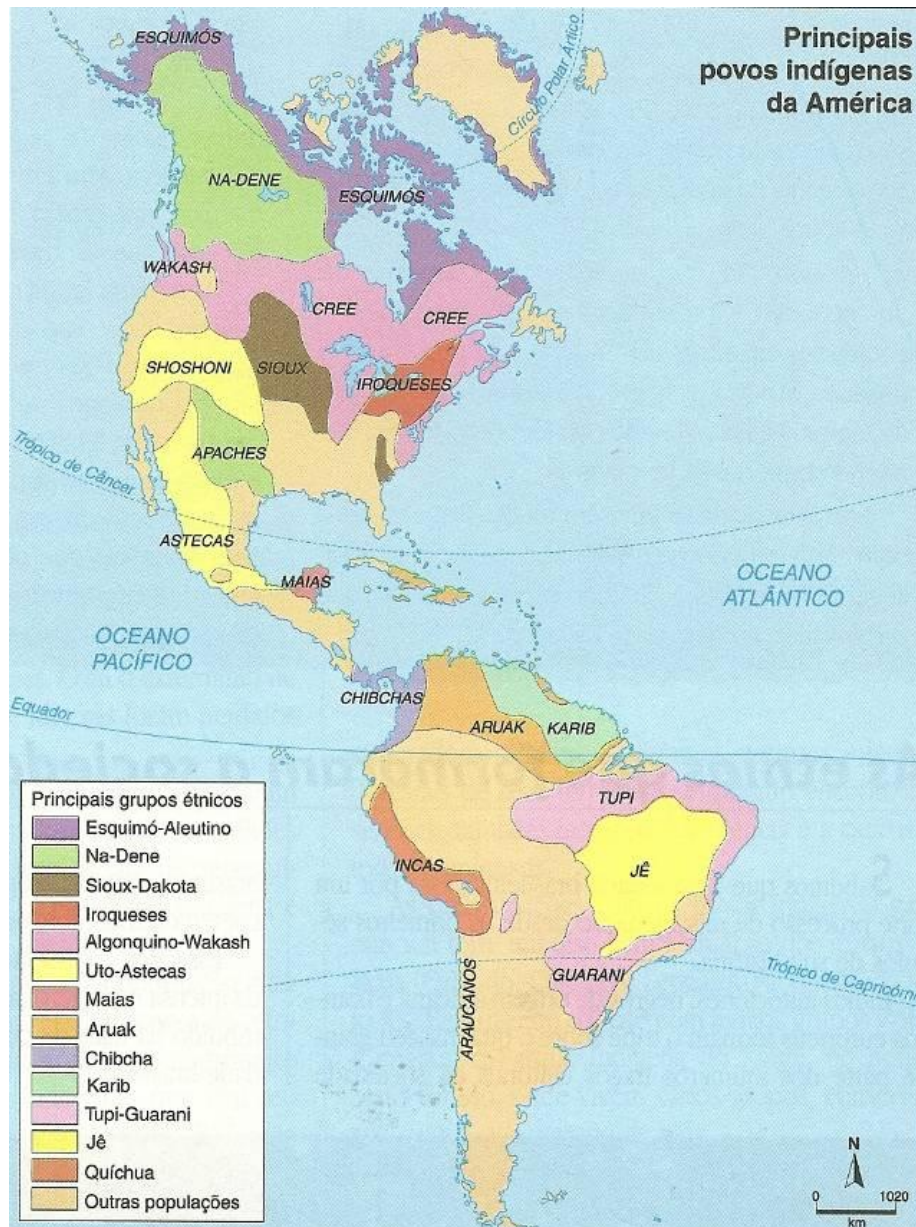 Principais
povos indígenas
da América
ESQUIMÓS
Círculo Polar Ártico
NA-DENE
ESQUIMÓS
WAKASH
CREE
CREE
SHOSHONI
SIOUX
IROQUESES
APACHES
Trópico de Câncer
ASTECAS
MAIAS
OCEANO
ATLÂNTICO
OCEANO
PACÍFICO
CHIBCHAS
ARUAK
KARIB
Equador
TUPI
JÊ
INCAS
GUARANI
ARAUCANOS
Trópico de Capricórnio
Principais grupos étnicos
Esquimó-Aleutino
Na-Dene
Sioux-Dakota
Iroqueses
Algonquino-Wakash
Uto-Astecas
Maias
Aruak
Chibcha
Karib
Tupi-Guarani
Jê
Quíchua
Outras populações
N
0 1020
km